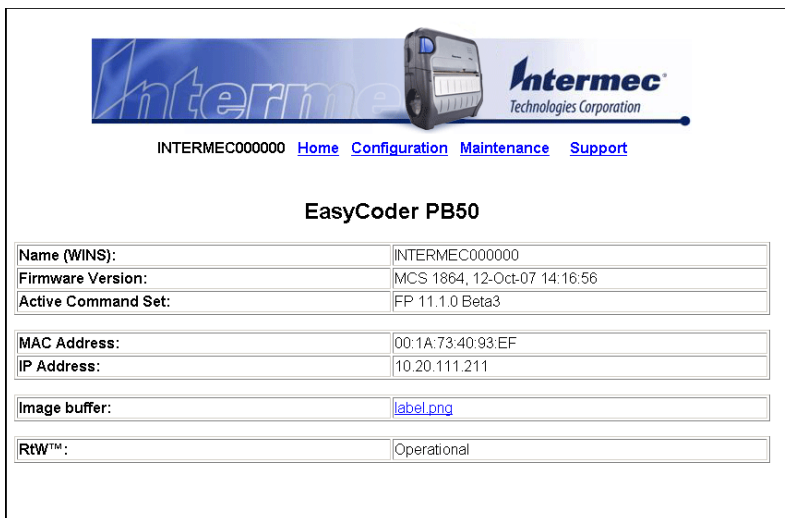 Interme
Intermec®
Technologies Corporation
INTERMEC000000 Home Configuration Maintenance Support
EasyCoder PB50
Name (WINS): INTERMEC000000
Firmware Version: MCS 1864, 12-Oct-07 14:16:56
Active Command Set: FP 11.1.0 Beta3
MAC Address: 00:1A:73:40:93:EF
IP Address: 10.20.111.211
Image buffer: label.png
RtW™: Operational